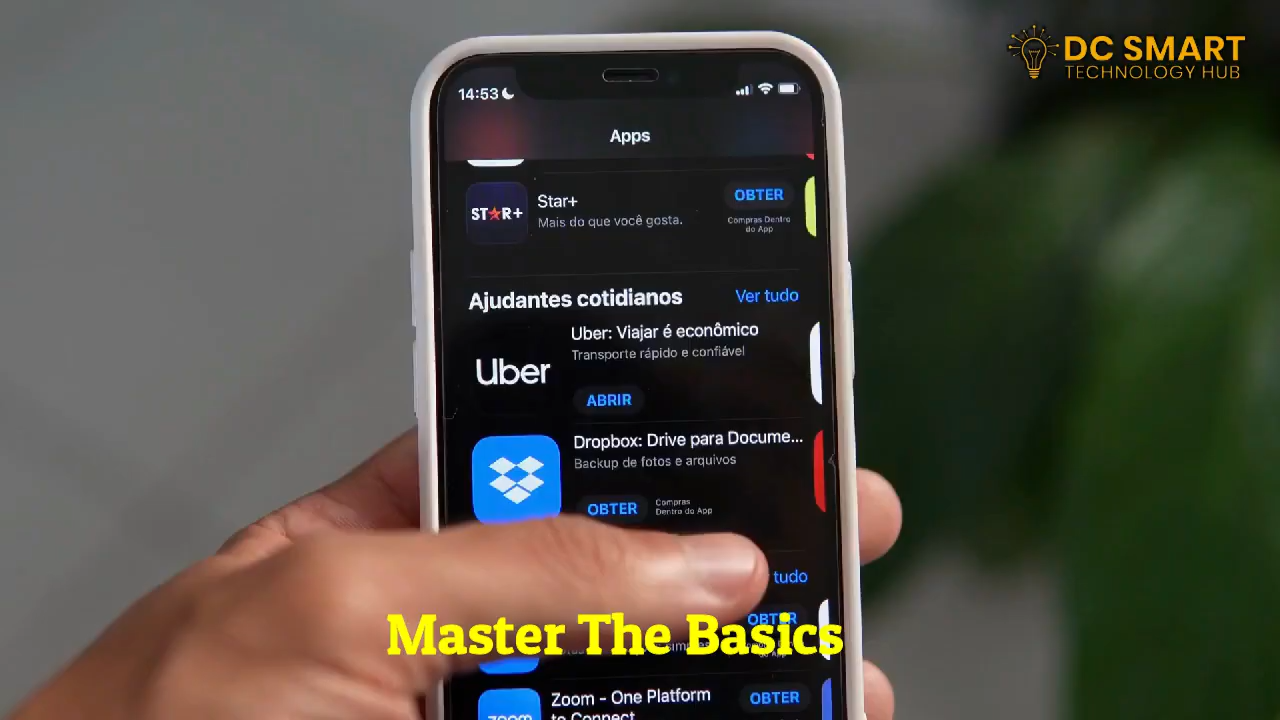 DC SMART
TECHNOLOGY HUB
14:53
Apps
ST★R+
Star+
Mais do que você gosta.
OBTER
Compras Dentro
do App
Ajudantes cotidianos
Ver tudo
Uber
Uber: Viajar é econômico
Transporte rápido e confiável
ABRIR
Dropbox: Drive para Docume...
Backup de fotos e arquivos
OBTER
Compras
Dentro do App
tudo
OBTER
Master The Basics
zoom
Zoom - One Platform
to Connect
OBTER